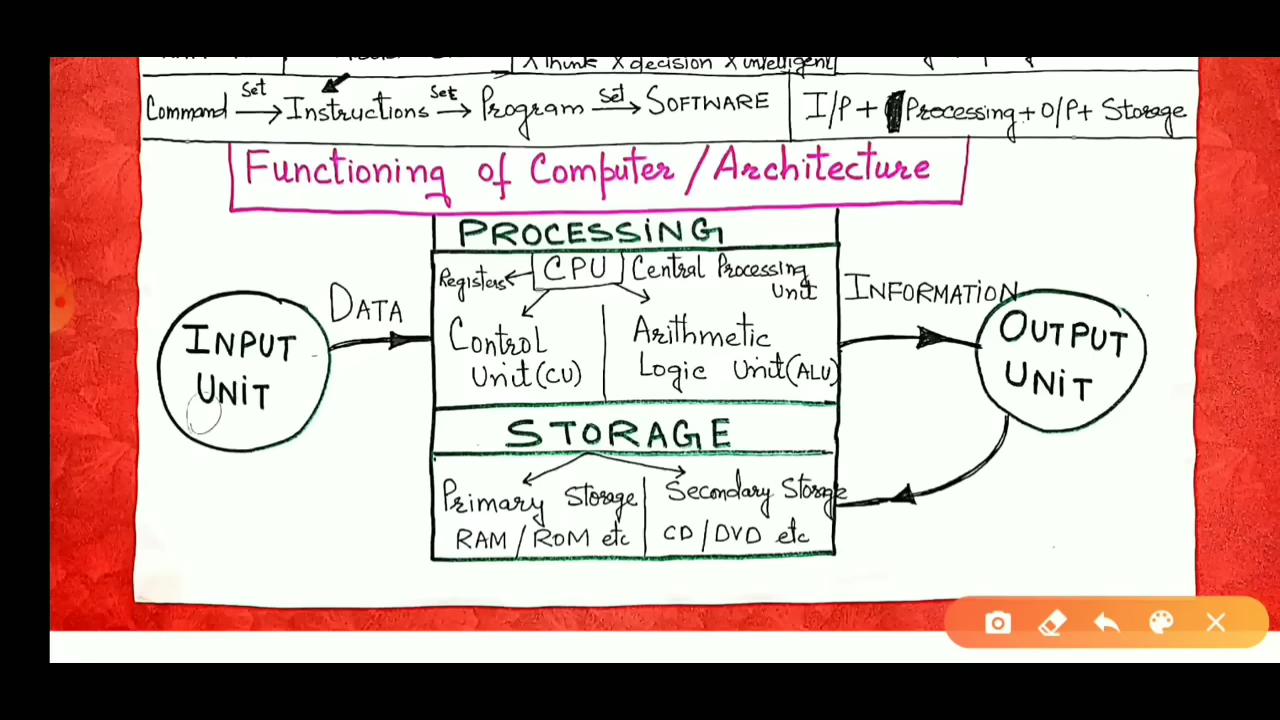 X Think X decision X intelligent
Command Set → Instructions Set → Program Set → SOFTWARE
I/P + Processing + O/P + Storage
Functioning of Computer / Architecture
PROCESSING
Registers ← CPU Central Processing Unit
INPUT UNIT
DATA
Control Unit (CU)
Arithmetic Logic Unit (ALU)
INFORMATION
OUTPUT UNIT
STORAGE
Primary Storage
RAM / ROM etc
Secondary Storage
CD / DVD etc